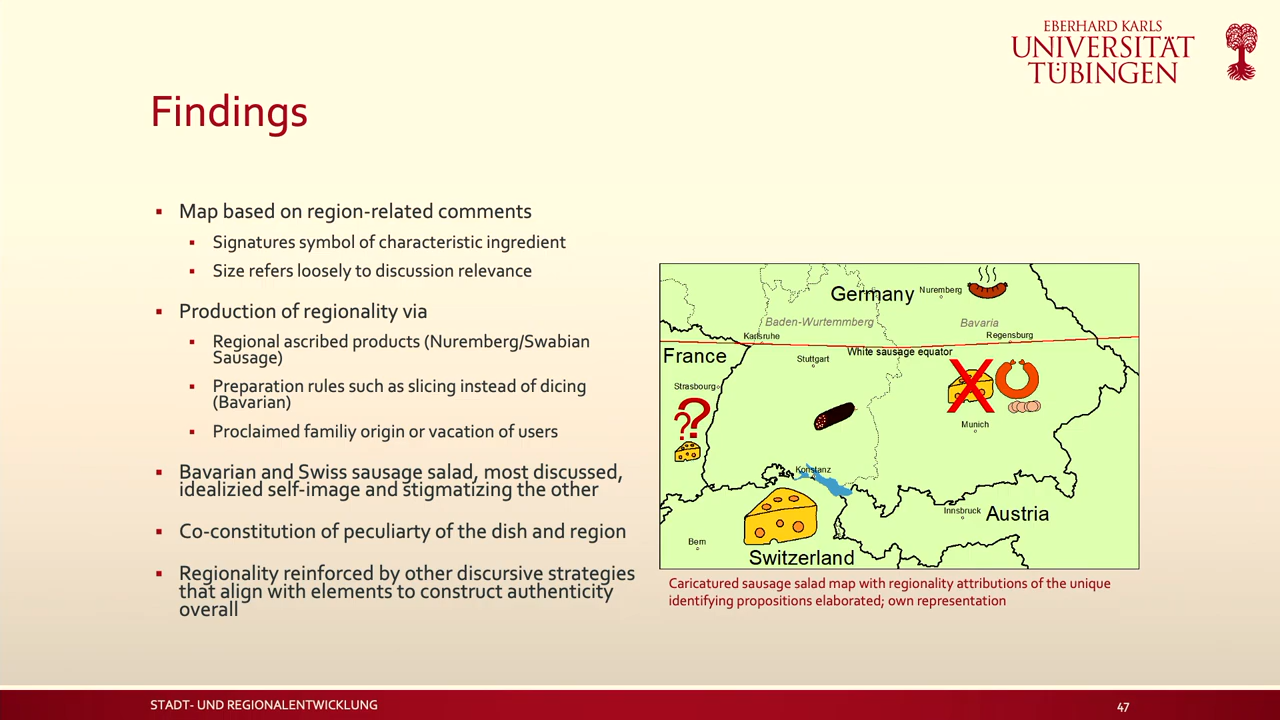 EBERHARD KARLS
UNIVERSITÄT
TÜBINGEN
Findings
Map based on region-related comments
Signatures symbol of characteristic ingredient
Size refers loosely to discussion relevance
Production of regionality via
Regional ascribed products (Nuremberg/Swabian
Sausage)
Preparation rules such as slicing instead of dicing
(Bavarian)
Proclaimed familiy origin or vacation of users
Bavarian and Swiss sausage salad, most discussed,
idealizied self-image and stigmatizing the other
Co-constitution of peculiarty of the dish and region
Regionality reinforced by other discursive strategies
that align with elements to construct authenticity
overall
Germany
Nuremberg
Baden-Wurtemmberg
Bavaria
Karlsruhe
Regensburg
France
Stuttgart
White sausage equator
Strasbourg
??
Munich
Konstanz
Innsbruck
Austria
Bern
Switzerland
Caricatured sausage salad map with regionality attributions of the unique
identifying propositions elaborated; own representation
STADT- UND REGIONALENTWICKLUNG
47